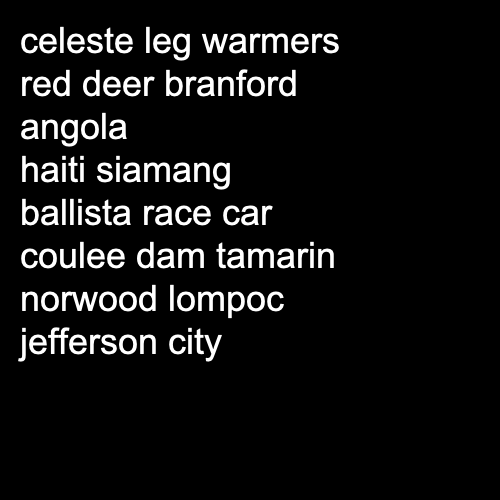 celeste leg warmers
red deer branford
angola
haiti siamang
ballista race car
coulee dam tamarin
norwood lompoc
jefferson city